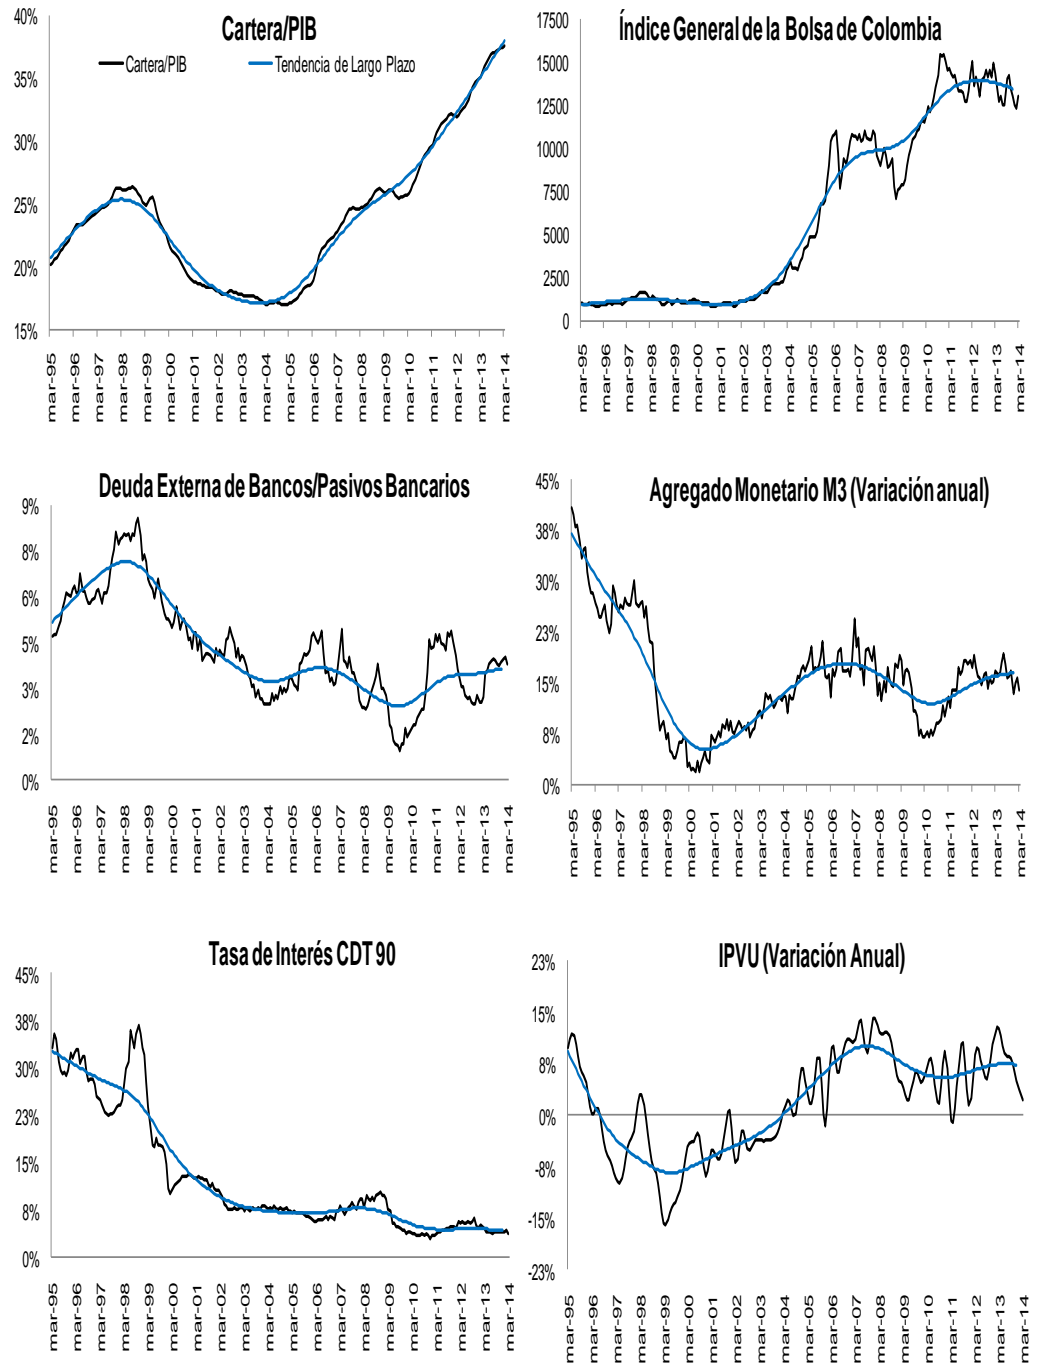 Cartera/PIB
Cartera/PIB
Tendencia de Largo Plazo
40%
35%
30%
25%
20%
15%
mar-95
mar-96
mar-97
mar-98
mar-99
mar-00
mar-01
mar-02
mar-03
mar-04
mar-05
mar-06
mar-07
mar-08
mar-09
mar-10
mar-11
mar-12
mar-13
mar-14
Índice General de la Bolsa de Colombia
17500
15000
12500
10000
7500
5000
2500
0
mar-95
mar-96
mar-97
mar-98
mar-99
mar-00
mar-01
mar-02
mar-03
mar-04
mar-05
mar-06
mar-07
mar-08
mar-09
mar-10
mar-11
mar-12
mar-13
mar-14
Deuda Externa de Bancos/Pasivos Bancarios
9%
8%
6%
5%
3%
2%
0%
mar-95
mar-96
mar-97
mar-98
mar-99
mar-00
mar-01
mar-02
mar-03
mar-04
mar-05
mar-06
mar-07
mar-08
mar-09
mar-10
mar-11
mar-12
mar-13
mar-14
Agregado Monetario M3 (Variación anual)
45%
38%
30%
23%
15%
8%
0%
mar-95
mar-96
mar-97
mar-98
mar-99
mar-00
mar-01
mar-02
mar-03
mar-04
mar-05
mar-06
mar-07
mar-08
mar-09
mar-10
mar-11
mar-12
mar-13
mar-14
Tasa de Interés CDT 90
45%
38%
30%
23%
15%
8%
0%
mar-95
mar-96
mar-97
mar-98
mar-99
mar-00
mar-01
mar-02
mar-03
mar-04
mar-05
mar-06
mar-07
mar-08
mar-09
mar-10
mar-11
mar-12
mar-13
mar-14
IPVU (Variación Anual)
23%
15%
8%
0%
-8%
-15%
-23%
mar-95
mar-96
mar-97
mar-98
mar-99
mar-00
mar-01
mar-02
mar-03
mar-04
mar-05
mar-06
mar-07
mar-08
mar-09
mar-10
mar-11
mar-12
mar-13
mar-14